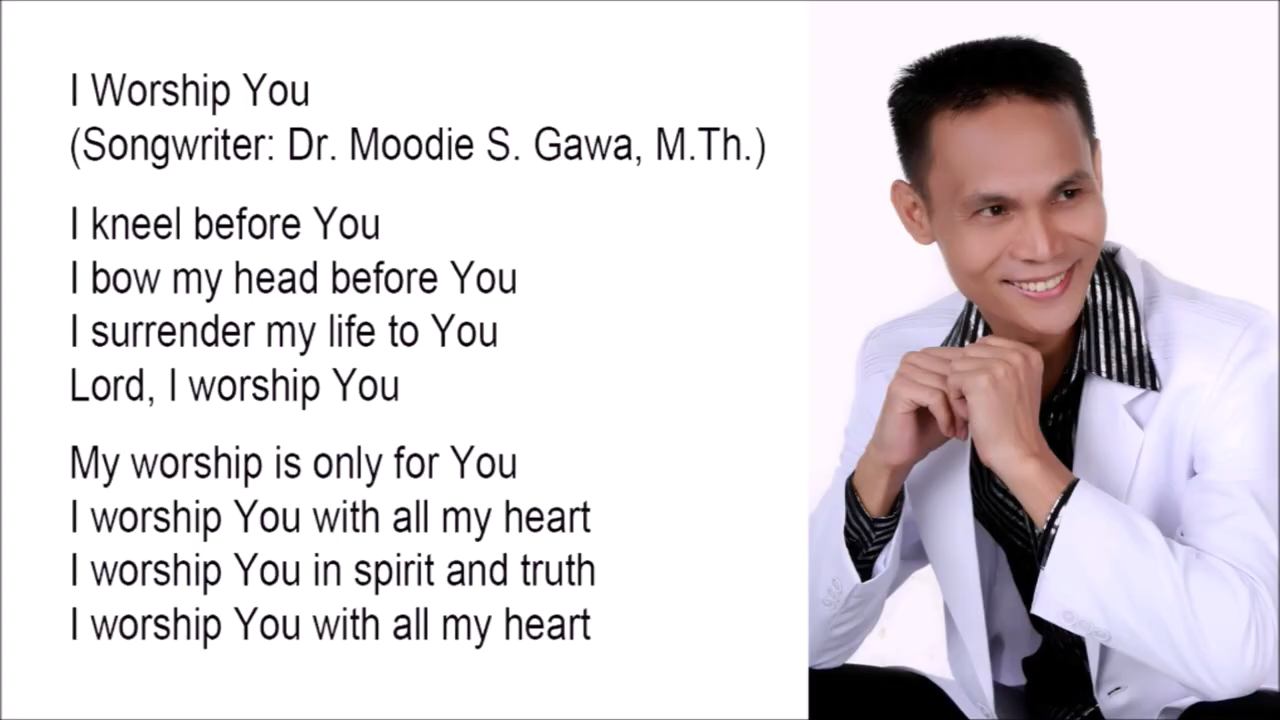 I Worship You
(Songwriter: Dr. Moodie S. Gawa, M.Th.)
I kneel before You
I bow my head before You
I surrender my life to You
Lord, I worship You
My worship is only for You
I worship You with all my heart
I worship You in spirit and truth
I worship You with all my heart